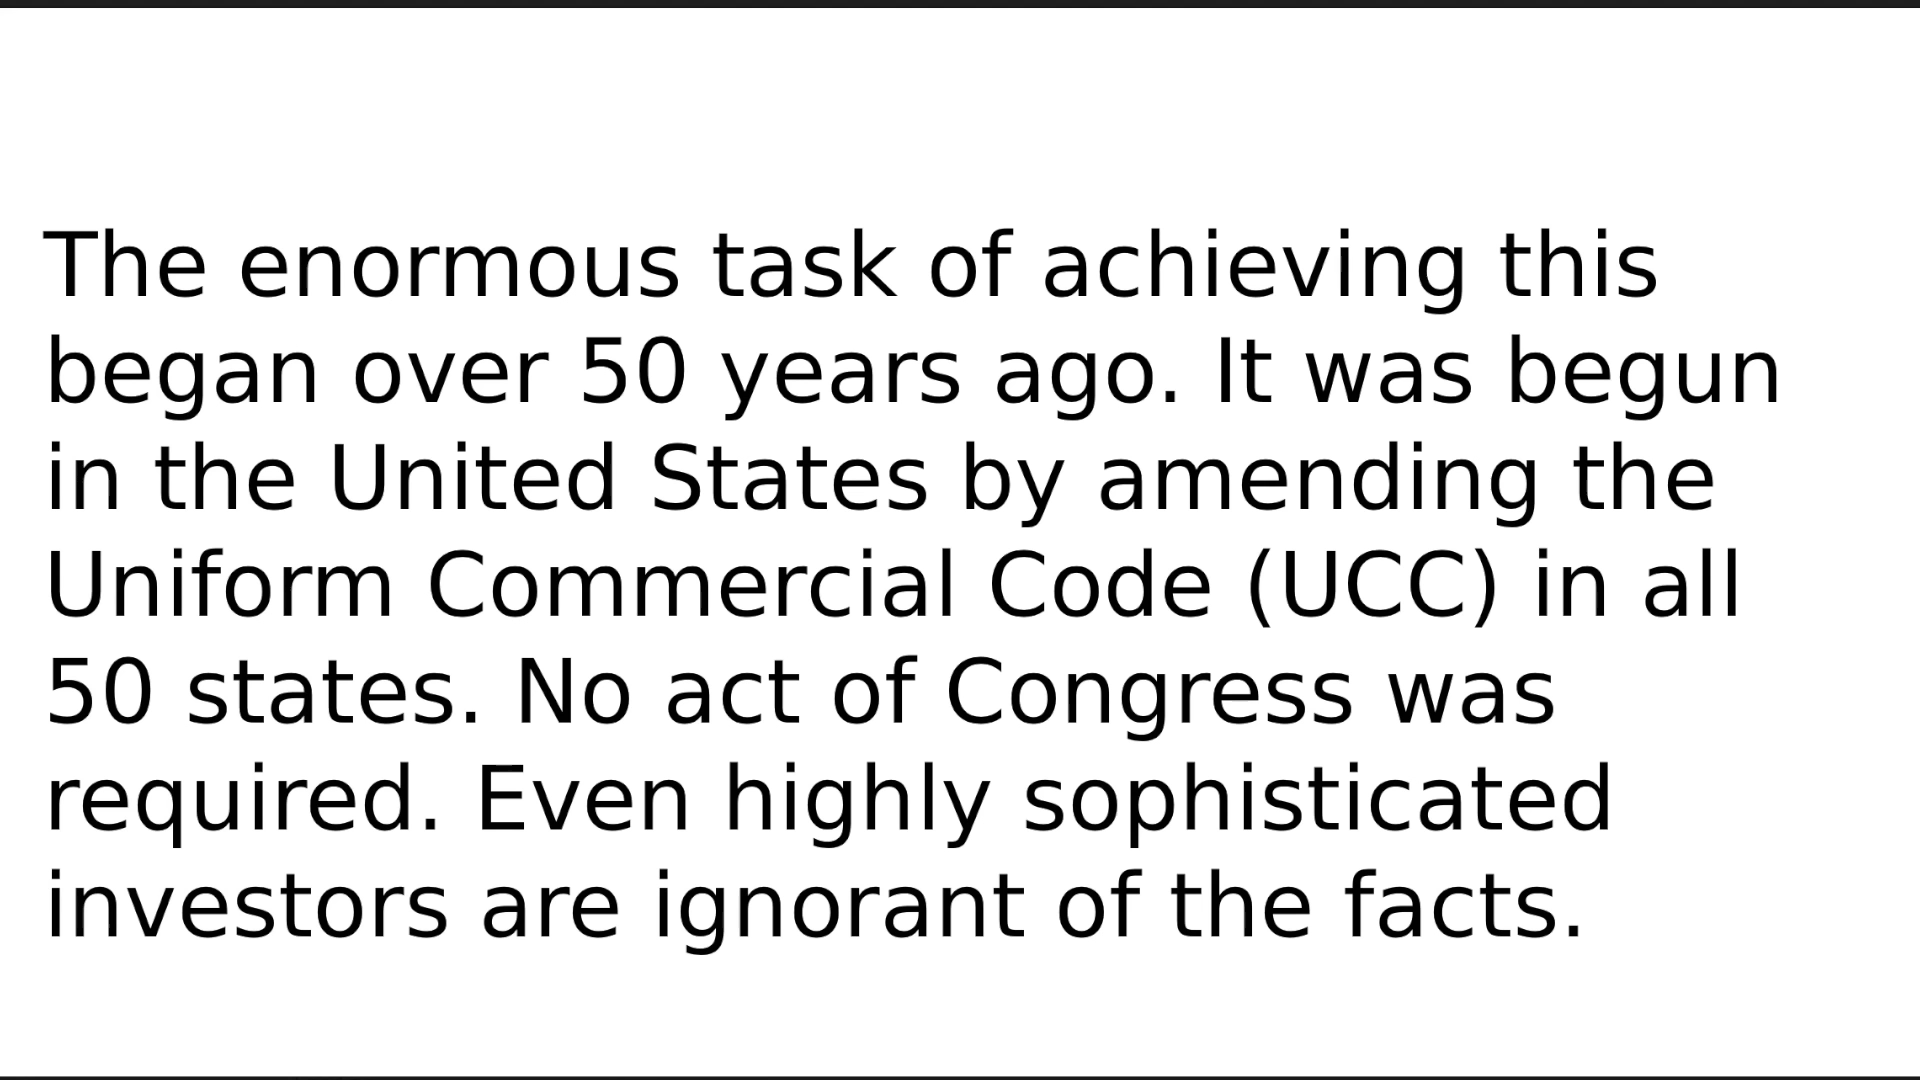 The enormous task of achieving this
began over 50 years ago. It was begun
in the United States by amending the
Uniform Commercial Code (UCC) in all
50 states. No act of Congress was
required. Even highly sophisticated
investors are ignorant of the facts.